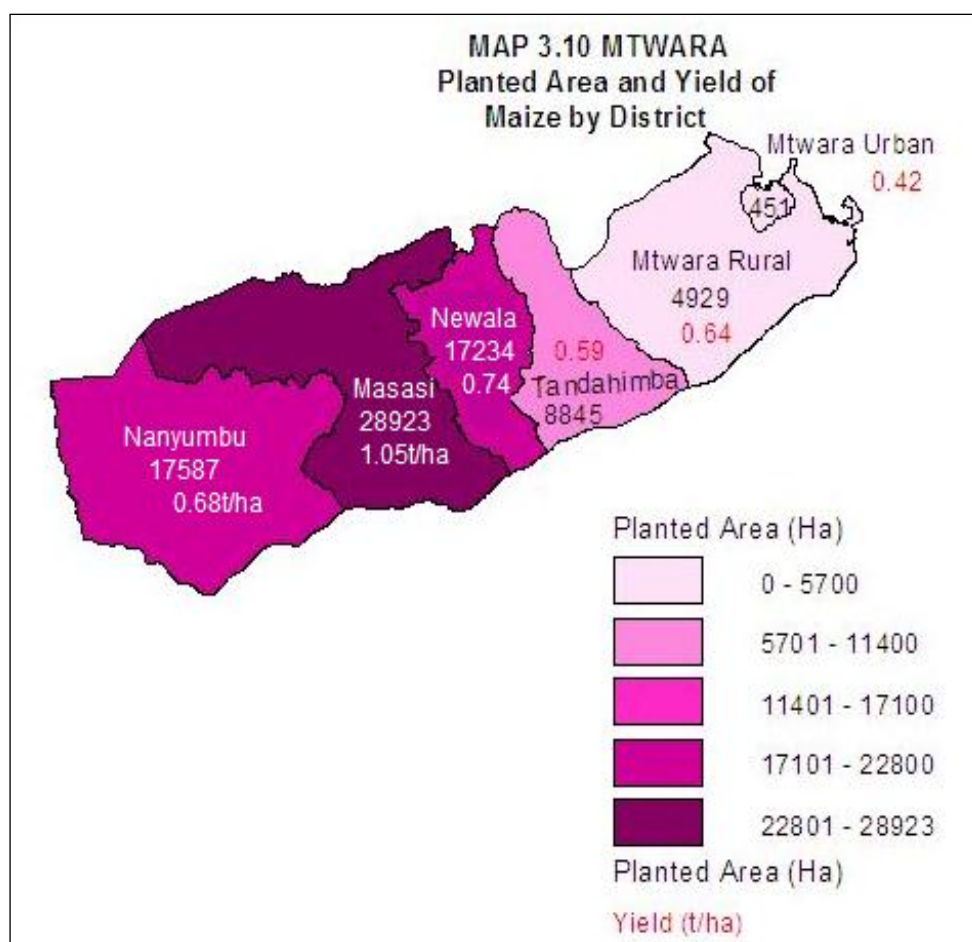 MAP 3.10 MTWARA
Planted Area and Yield of
Maize by District
Mtwara Urban
0.42
451
Mtwara Rural
4929
0.64
Newala
17234
0.74
0.59
Tandahimba
8845
Masasi
28923
1.05t/ha
Nanyumbu
17587
0.68t/ha
Planted Area (Ha)
0 - 5700
5701 - 11400
11401 - 17100
17101 - 22800
22801 - 28923
Planted Area (Ha)
Yield (t/ha)